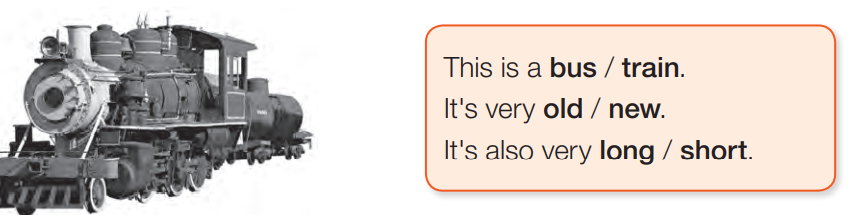 This is a bus / train.
It's very old / new.
It's also very long / short.